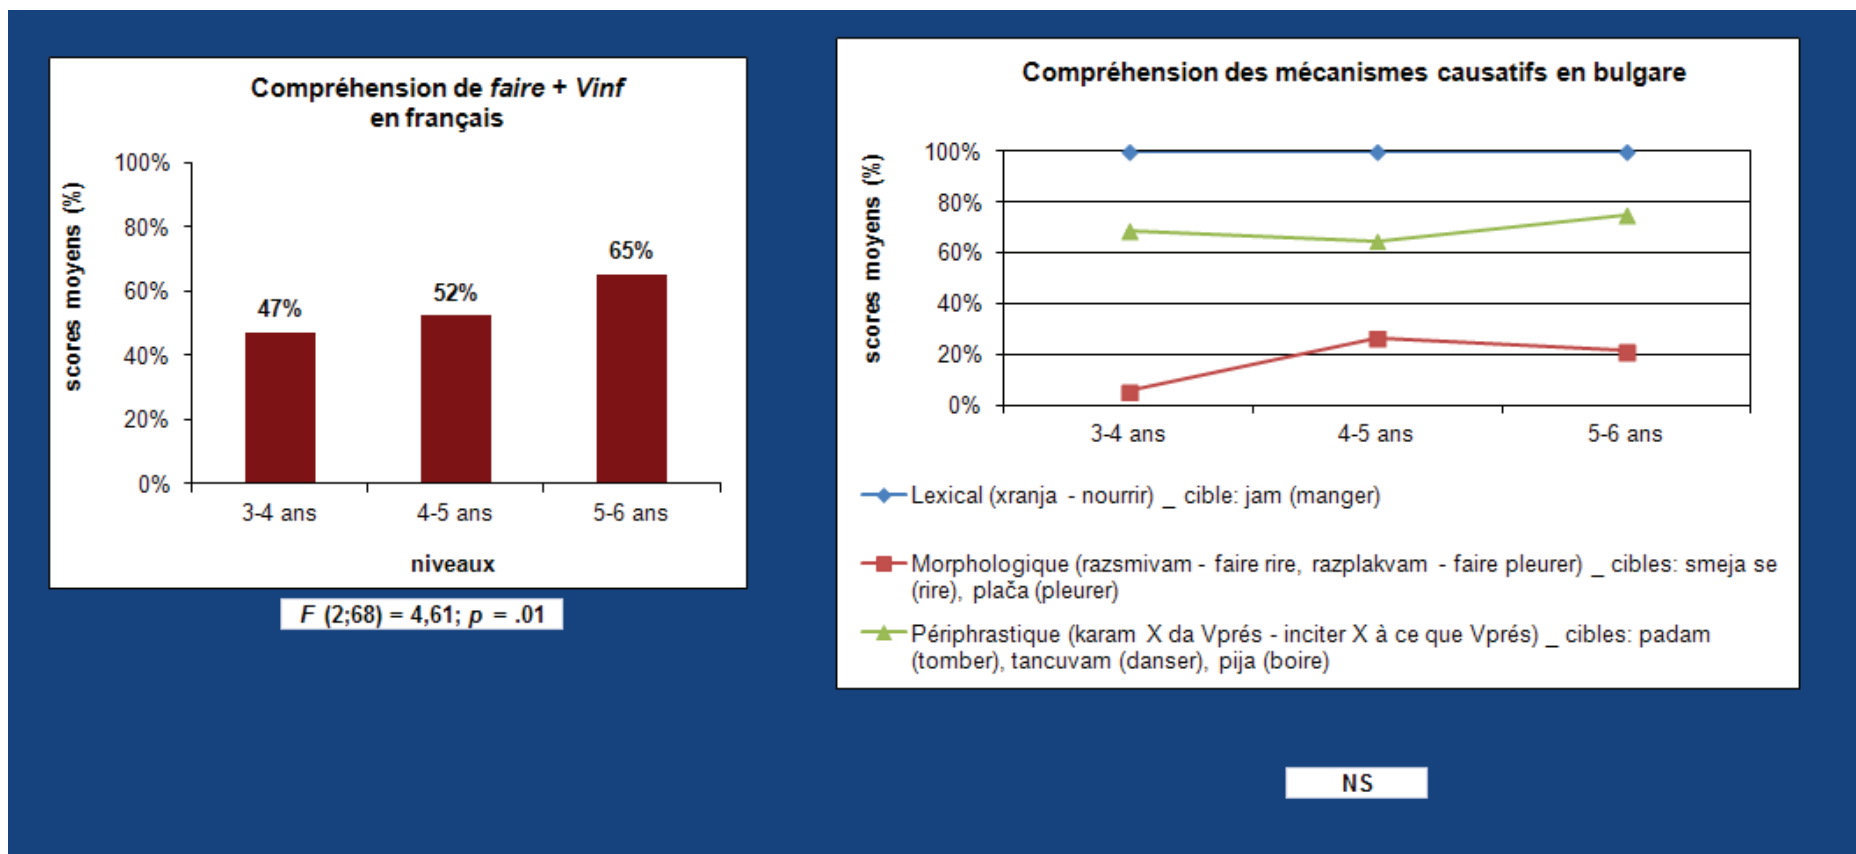 Compréhension de faire + Vinf
en français
scores moyens (%)
100%
80%
60%
40%
20%
0%
47%
52%
65%
3-4 ans
4-5 ans
5-6 ans
niveaux
F (2;68) = 4,61; p = .01
Compréhension des mécanismes causatifs en bulgare
scores moyens (%)
100%
80%
60%
40%
20%
0%
3-4 ans
4-5 ans
5-6 ans
Lexical (xranja - nourrir) _ cible: jam (manger)
Morphologique (razsmivam - faire rire, razplakvam - faire pleurer) _ cibles: smeja se
(rire), plača (pleurer)
Périphrastique (karam X da Vprés - inciter X à ce que Vprés) _ cibles: padam
(tomber), tancuvam (danser), pija (boire)
NS